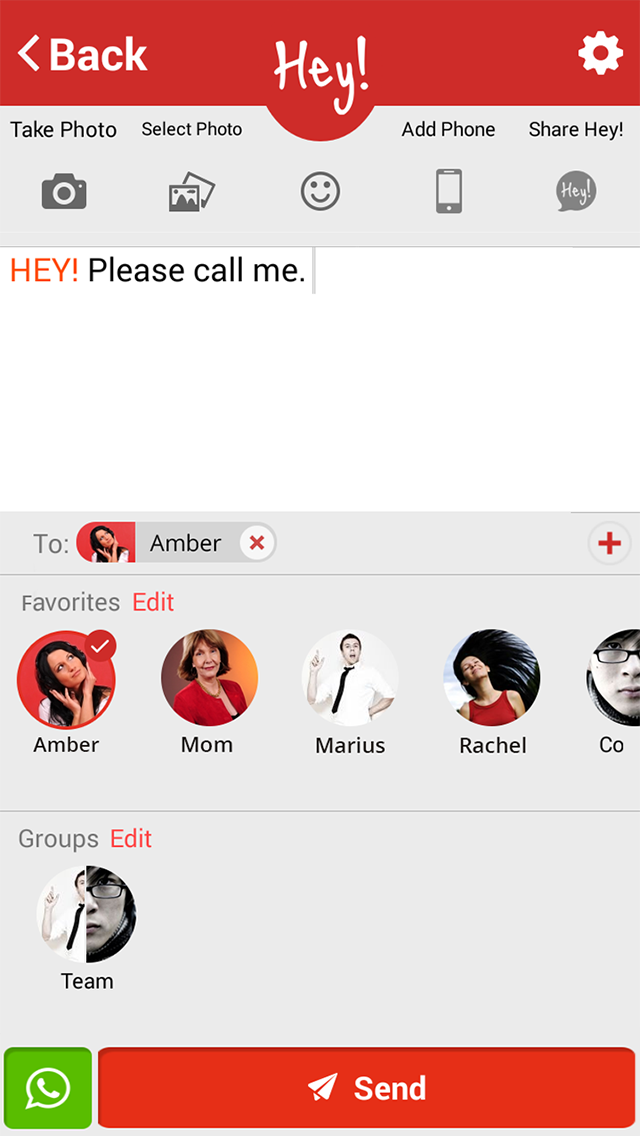 Back
Hey!
Take Photo Select Photo Add Phone Share Hey!
Hey!
HEY! Please call me.
To: Amber
Favorites Edit
Amber Mom Marius Rachel Co
Groups Edit
Team
Send